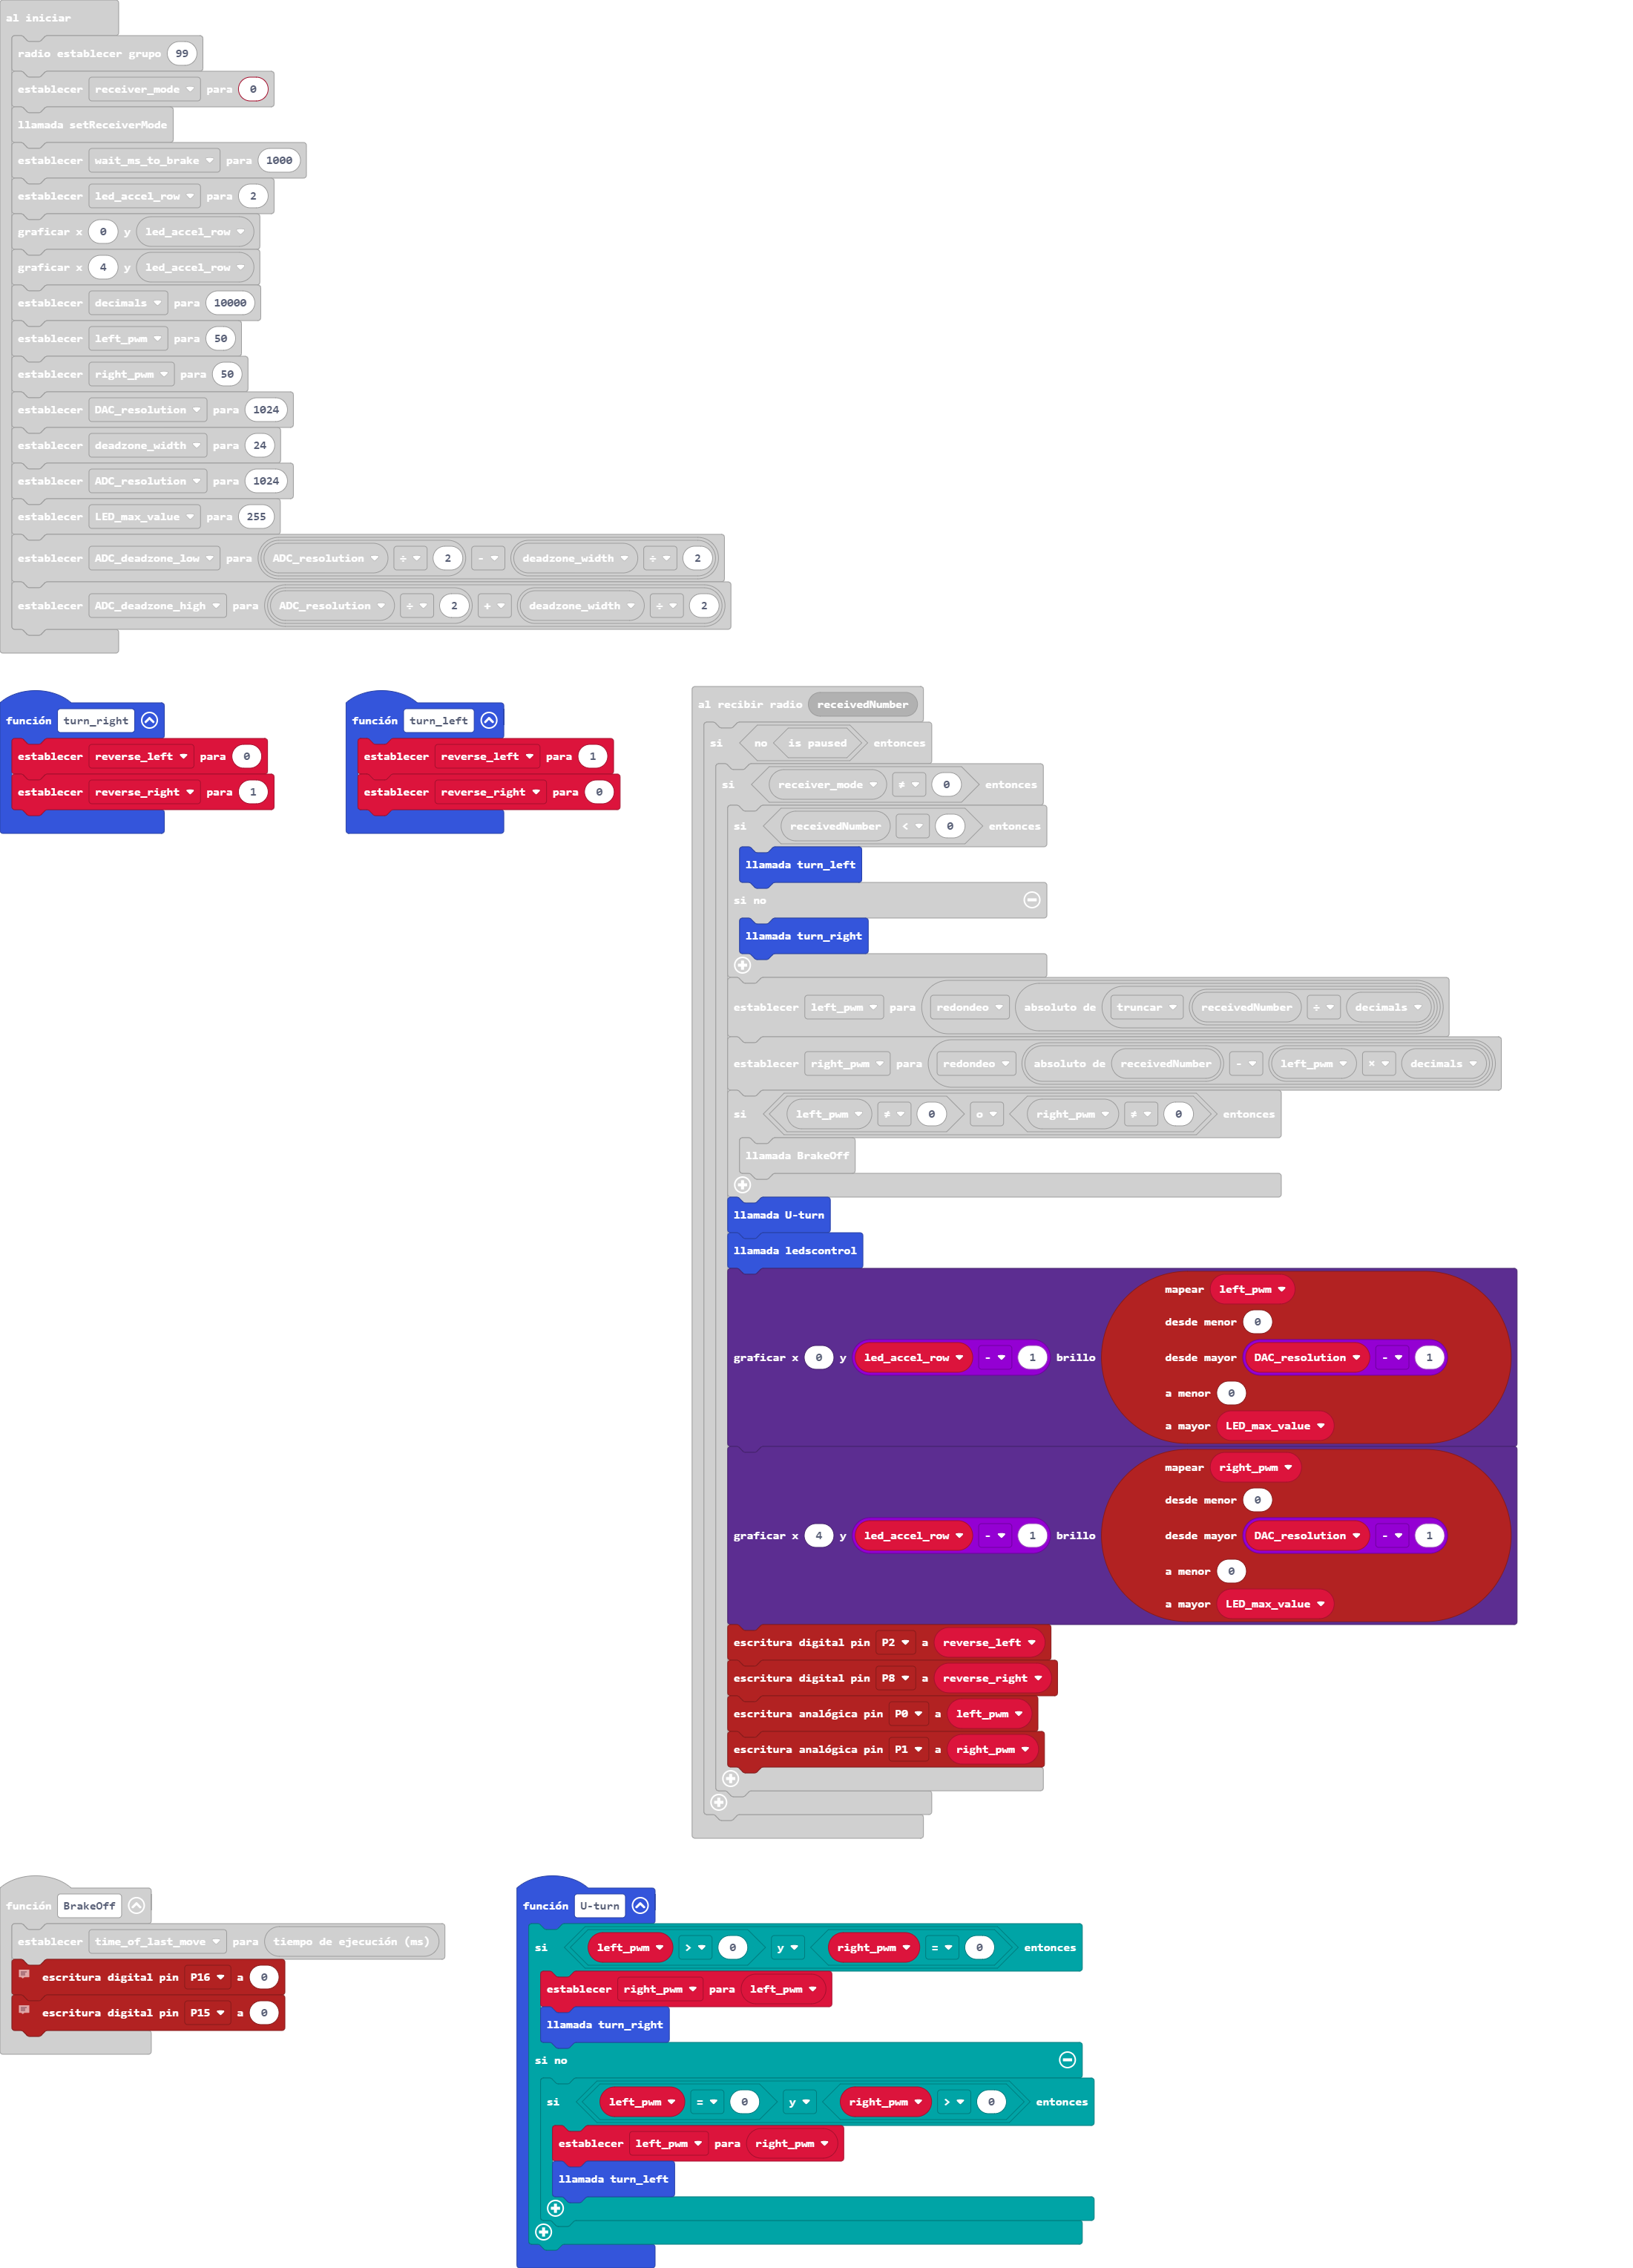 al iniciar
radio establecer grupo 99
establecer receiver_mode para 0
llamada setReceiverMode
establecer wait_ms_to_brake para 1000
establecer led_accel_row para 2
graficar x 0 y led_accel_row
graficar x 4 y led_accel_row
establecer decimals para 10000
establecer left_pwm para 50
establecer right_pwm para 50
establecer DAC_resolution para 1024
establecer deadzone_width para 24
establecer ADC_resolution para 1024
establecer LED_max_value para 255
establecer ADC_deadzone_low para ADC_resolution ÷ 2 - deadzone_width ÷ 2
establecer ADC_deadzone_high para ADC_resolution ÷ 2 + deadzone_width ÷ 2
función turn_right
establecer reverse_left para 0
establecer reverse_right para 1
función turn_left
establecer reverse_left para 1
establecer reverse_right para 0
al recibir radio receivedNumber
si no is paused entonces
si receiver_mode ≠ 0 entonces
si receivedNumber < 0 entonces
llamada turn_left
si no
llamada turn_right
establecer left_pwm para redondeo absoluto de truncar receivedNumber ÷ decimals
establecer right_pwm para redondeo absoluto de receivedNumber - left_pwm × decimals
si left_pwm ≠ 0 o right_pwm ≠ 0 entonces
llamada BrakeOff
llamada U-turn
llamada ledscontrol
mapear left_pwm
desde menor 0
graficar x 0 y led_accel_row - 1 brillo desde mayor DAC_resolution - 1
a menor 0
a mayor LED_max_value
mapear right_pwm
desde menor 0
graficar x 4 y led_accel_row - 1 brillo desde mayor DAC_resolution - 1
a menor 0
a mayor LED_max_value
escritura digital pin P2 a reverse_left
escritura digital pin P8 a reverse_right
escritura analógica pin P0 a left_pwm
escritura analógica pin P1 a right_pwm
función BrakeOff
establecer time_of_last_move para tiempo de ejecución (ms)
escritura digital pin P16 a 0
escritura digital pin P15 a 0
función U-turn
si left_pwm > 0 y right_pwm = 0 entonces
establecer right_pwm para left_pwm
llamada turn_right
si no
si left_pwm = 0 y right_pwm > 0 entonces
establecer left_pwm para right_pwm
llamada turn_left